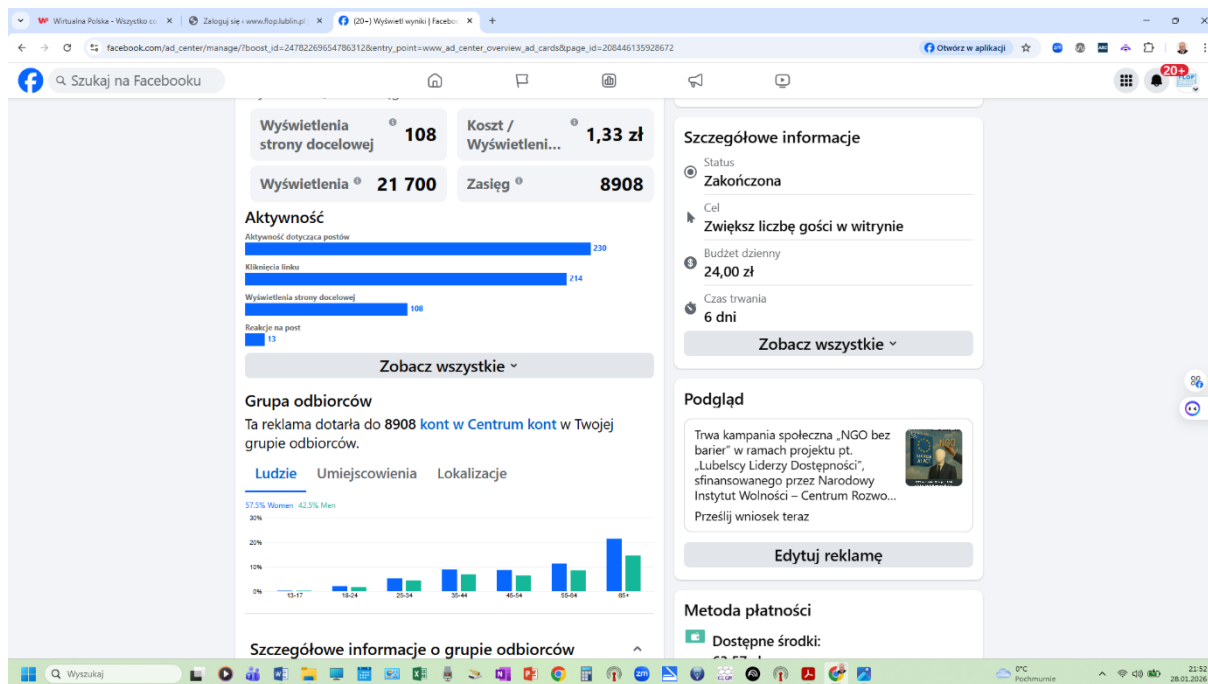 Wirtualna Polska - Wszystko co
Zaloguj się ‹ www.flop.lublin.pl
(20+) Wyświetl wyniki | Facebo
facebook.com/ad_center/manage/?boost_id=24782269654786312&entry_point=www_ad_center_overview_ad_cards&page_id=208446135928672
Otwórz w aplikacji
ABC
Szukaj na Facebooku
20+
FLOP
Wyświetlenia strony docelowej
108
Koszt / Wyświetleni...
1,33 zł
Wyświetlenia
21 700
Zasięg
8908
Aktywność
Aktywność dotycząca postów
230
Kliknięcia linku
214
Wyświetlenia strony docelowej
108
Reakcje na post
13
Zobacz wszystkie
Grupa odbiorców
Ta reklama dotarła do 8908 kont w Centrum kont w Twojej
grupie odbiorców.
Ludzie Umiejscowienia Lokalizacje
57.5% Women 42.5% Men
30%
20%
10%
0%
13-17 18-24 25-34 35-44 45-54 55-64 65+
Szczegółowe informacje o grupie odbiorców
Szczegółowe informacje
Status
Zakończona
Cel
Zwiększ liczbę gości w witrynie
Budżet dzienny
24,00 zł
Czas trwania
6 dni
Zobacz wszystkie
Podgląd
Trwa kampania społeczna „NGO bez
barier” w ramach projektu pt.
„Lubelscy Liderzy Dostępności”,
sfinansowanego przez Narodowy
Instytut Wolności – Centrum Rozwo...
Prześlij wniosek teraz
Edytuj reklamę
Metoda płatności
Dostępne środki:
Wyszukaj
0°C
Pochmurnie
21:52
28.01.2026